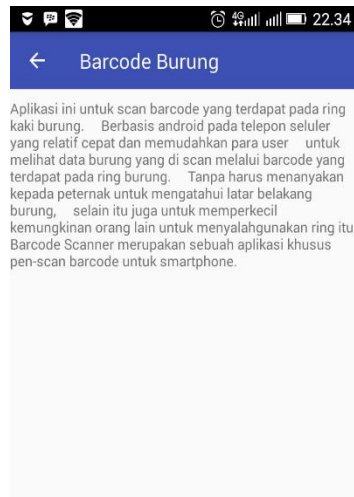 4G 22.34
Barcode Burung
Aplikasi ini untuk scan barcode yang terdapat pada ring
kaki burung. Berbasis android pada telepon seluler
yang relatif cepat dan memudahkan para user untuk
melihat data burung yang di scan melalui barcode yang
terdapat pada ring burung. Tanpa harus menanyakan
kepada peternak untuk mengatahui latar belakang
burung, selain itu juga untuk memperkecil
kemungkinan orang lain untuk menyalahgunakan ring itu
Barcode Scanner merupakan sebuah aplikasi khusus
pen-scan barcode untuk smartphone.